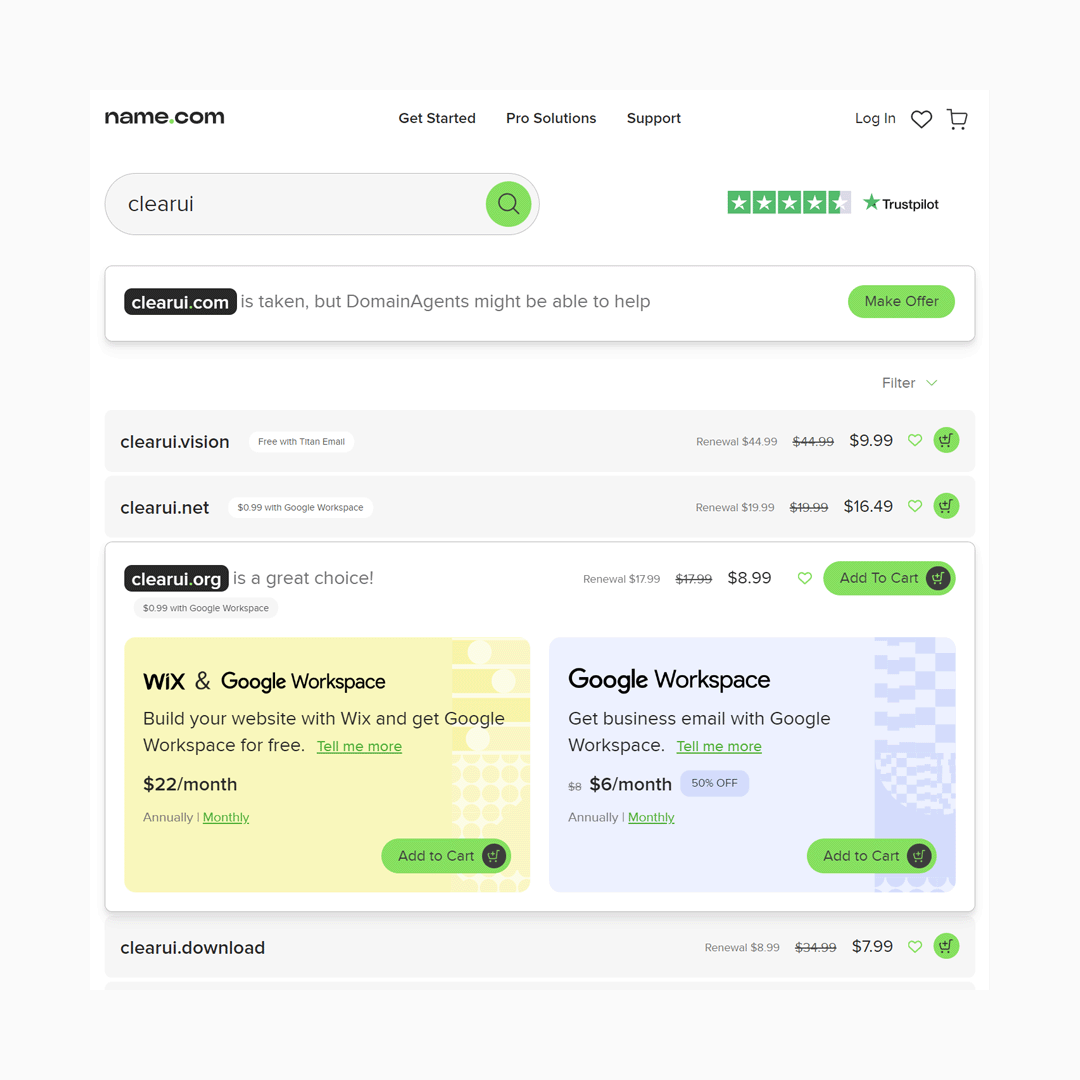 name.com
Get Started
Pro Solutions
Support
Log In
clearui
Trustpilot
clearui.com is taken, but DomainAgents might be able to help
Make Offer
Filter
clearui.vision
Free with Titan Email
Renewal $44.99
$44.99
$9.99
clearui.net
$0.99 with Google Workspace
Renewal $19.99
$19.99
$16.49
clearui.org is a great choice!
Renewal $17.99
$17.99
$8.99
Add To Cart
$0.99 with Google Workspace
WiX & Google Workspace
Build your website with Wix and get Google
Workspace for free. Tell me more
$22/month
Annually | Monthly
Add to Cart
Google Workspace
Get business email with Google
Workspace. Tell me more
$8 $6/month 50% OFF
Annually | Monthly
Add to Cart
clearui.download
Renewal $8.99
$34.99
$7.99